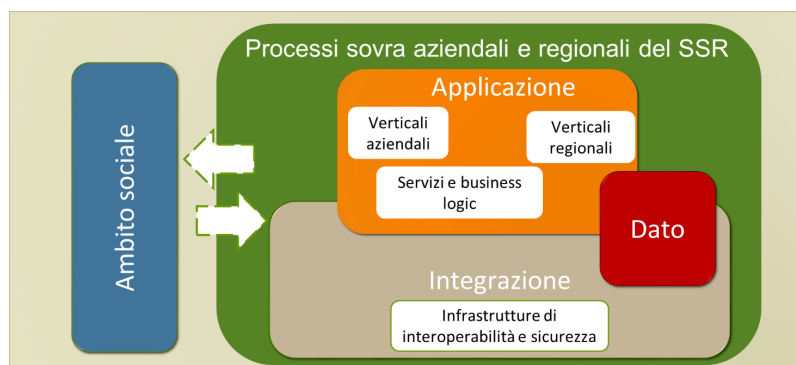 Processi sovra aziendali e regionali del SSR
Ambito sociale
Applicazione
Verticali
aziendali
Verticali
regionali
Servizi e business
logic
Dato
Integrazione
Infrastrutture di
interoperabilità e sicurezza